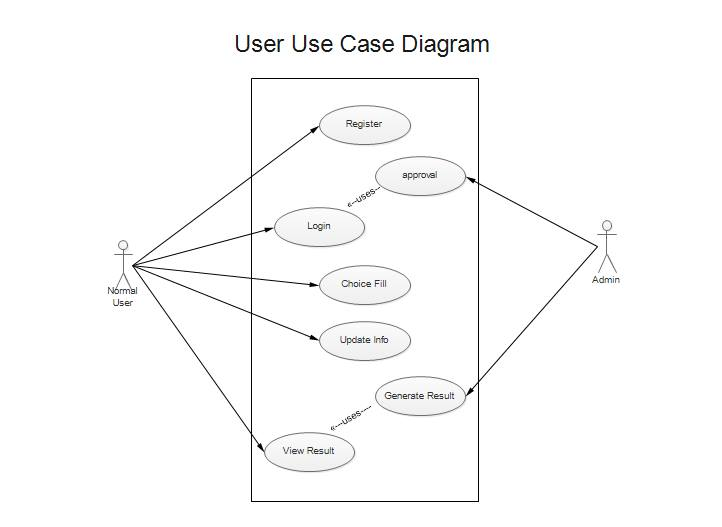 User Use Case Diagram
Register
approval
«--uses--
Login
Normal
User
Admin
Choice Fill
Update Info
Generate Result
«---uses----
View Result